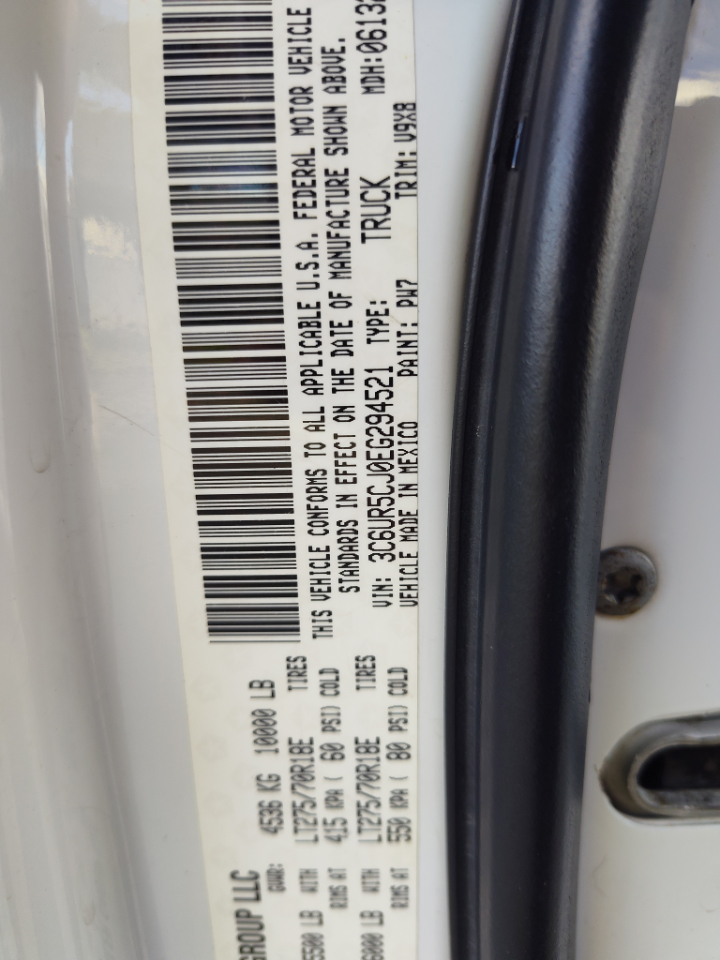 GROUP LLC
GVWR: 4536 KG 10000 LB
5500 LB WITH LT275/70R18E TIRES
RIMS AT 415 KPA ( 60 PSI) COLD
6000 LB WITH LT275/70R18E TIRES
RIMS AT 550 KPA ( 80 PSI) COLD
THIS VEHICLE CONFORMS TO ALL APPLICABLE U.S.A. FEDERAL MOTOR VEHICLE
STANDARDS IN EFFECT ON THE DATE OF MANUFACTURE SHOWN ABOVE.
VIN: 3C6UR5CJ0EG294521 TYPE: TRUCK MDH:06132
VEHICLE MADE IN MEXICO PAINT: PW7 TRIM: V9X8